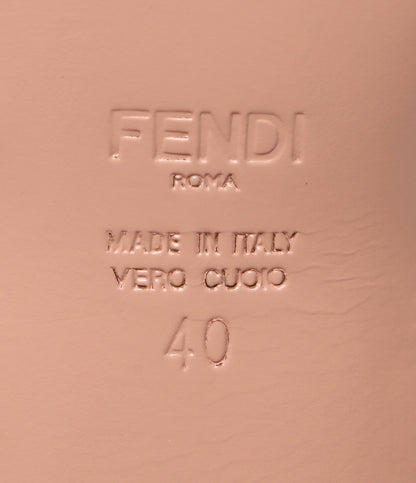 FENDI
ROMA
MADE IN ITALY
VERO CUOIO
40